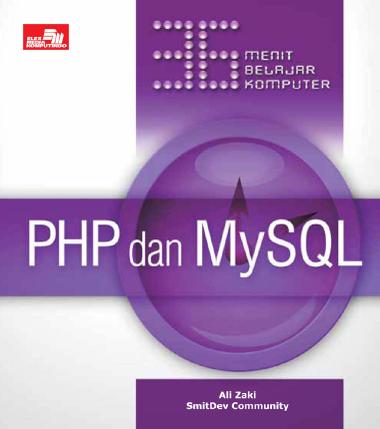 ELEX
MEDIA
KOMPUTINDO
36
MENIT
BELAJAR
KOMPUTER
PHP dan MySQL
Ali Zaki
SmitDev Community